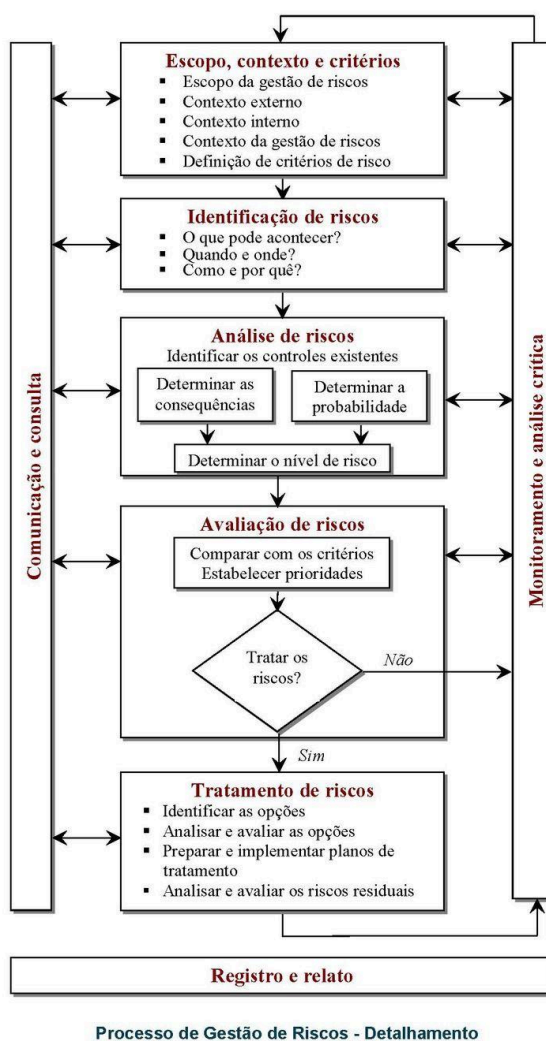 Escopo, contexto e critérios
▪ Escopo da gestão de riscos
▪ Contexto externo
▪ Contexto interno
▪ Contexto da gestão de riscos
▪ Definição de critérios de risco
Identificação de riscos
▪ O que pode acontecer?
▪ Quando e onde?
▪ Como e por quê?
Análise de riscos
Identificar os controles existentes
Determinar as
consequências
Determinar a
probabilidade
Determinar o nível de risco
Avaliação de riscos
Comparar com os critérios
Estabelecer prioridades
Tratar os
riscos?
Não
Sim
Tratamento de riscos
▪ Identificar as opções
▪ Analisar e avaliar as opções
▪ Preparar e implementar planos de
tratamento
▪ Analisar e avaliar os riscos residuais
Comunicação e consulta
Monitoramento e análise crítica
Registro e relato
Processo de Gestão de Riscos - Detalhamento